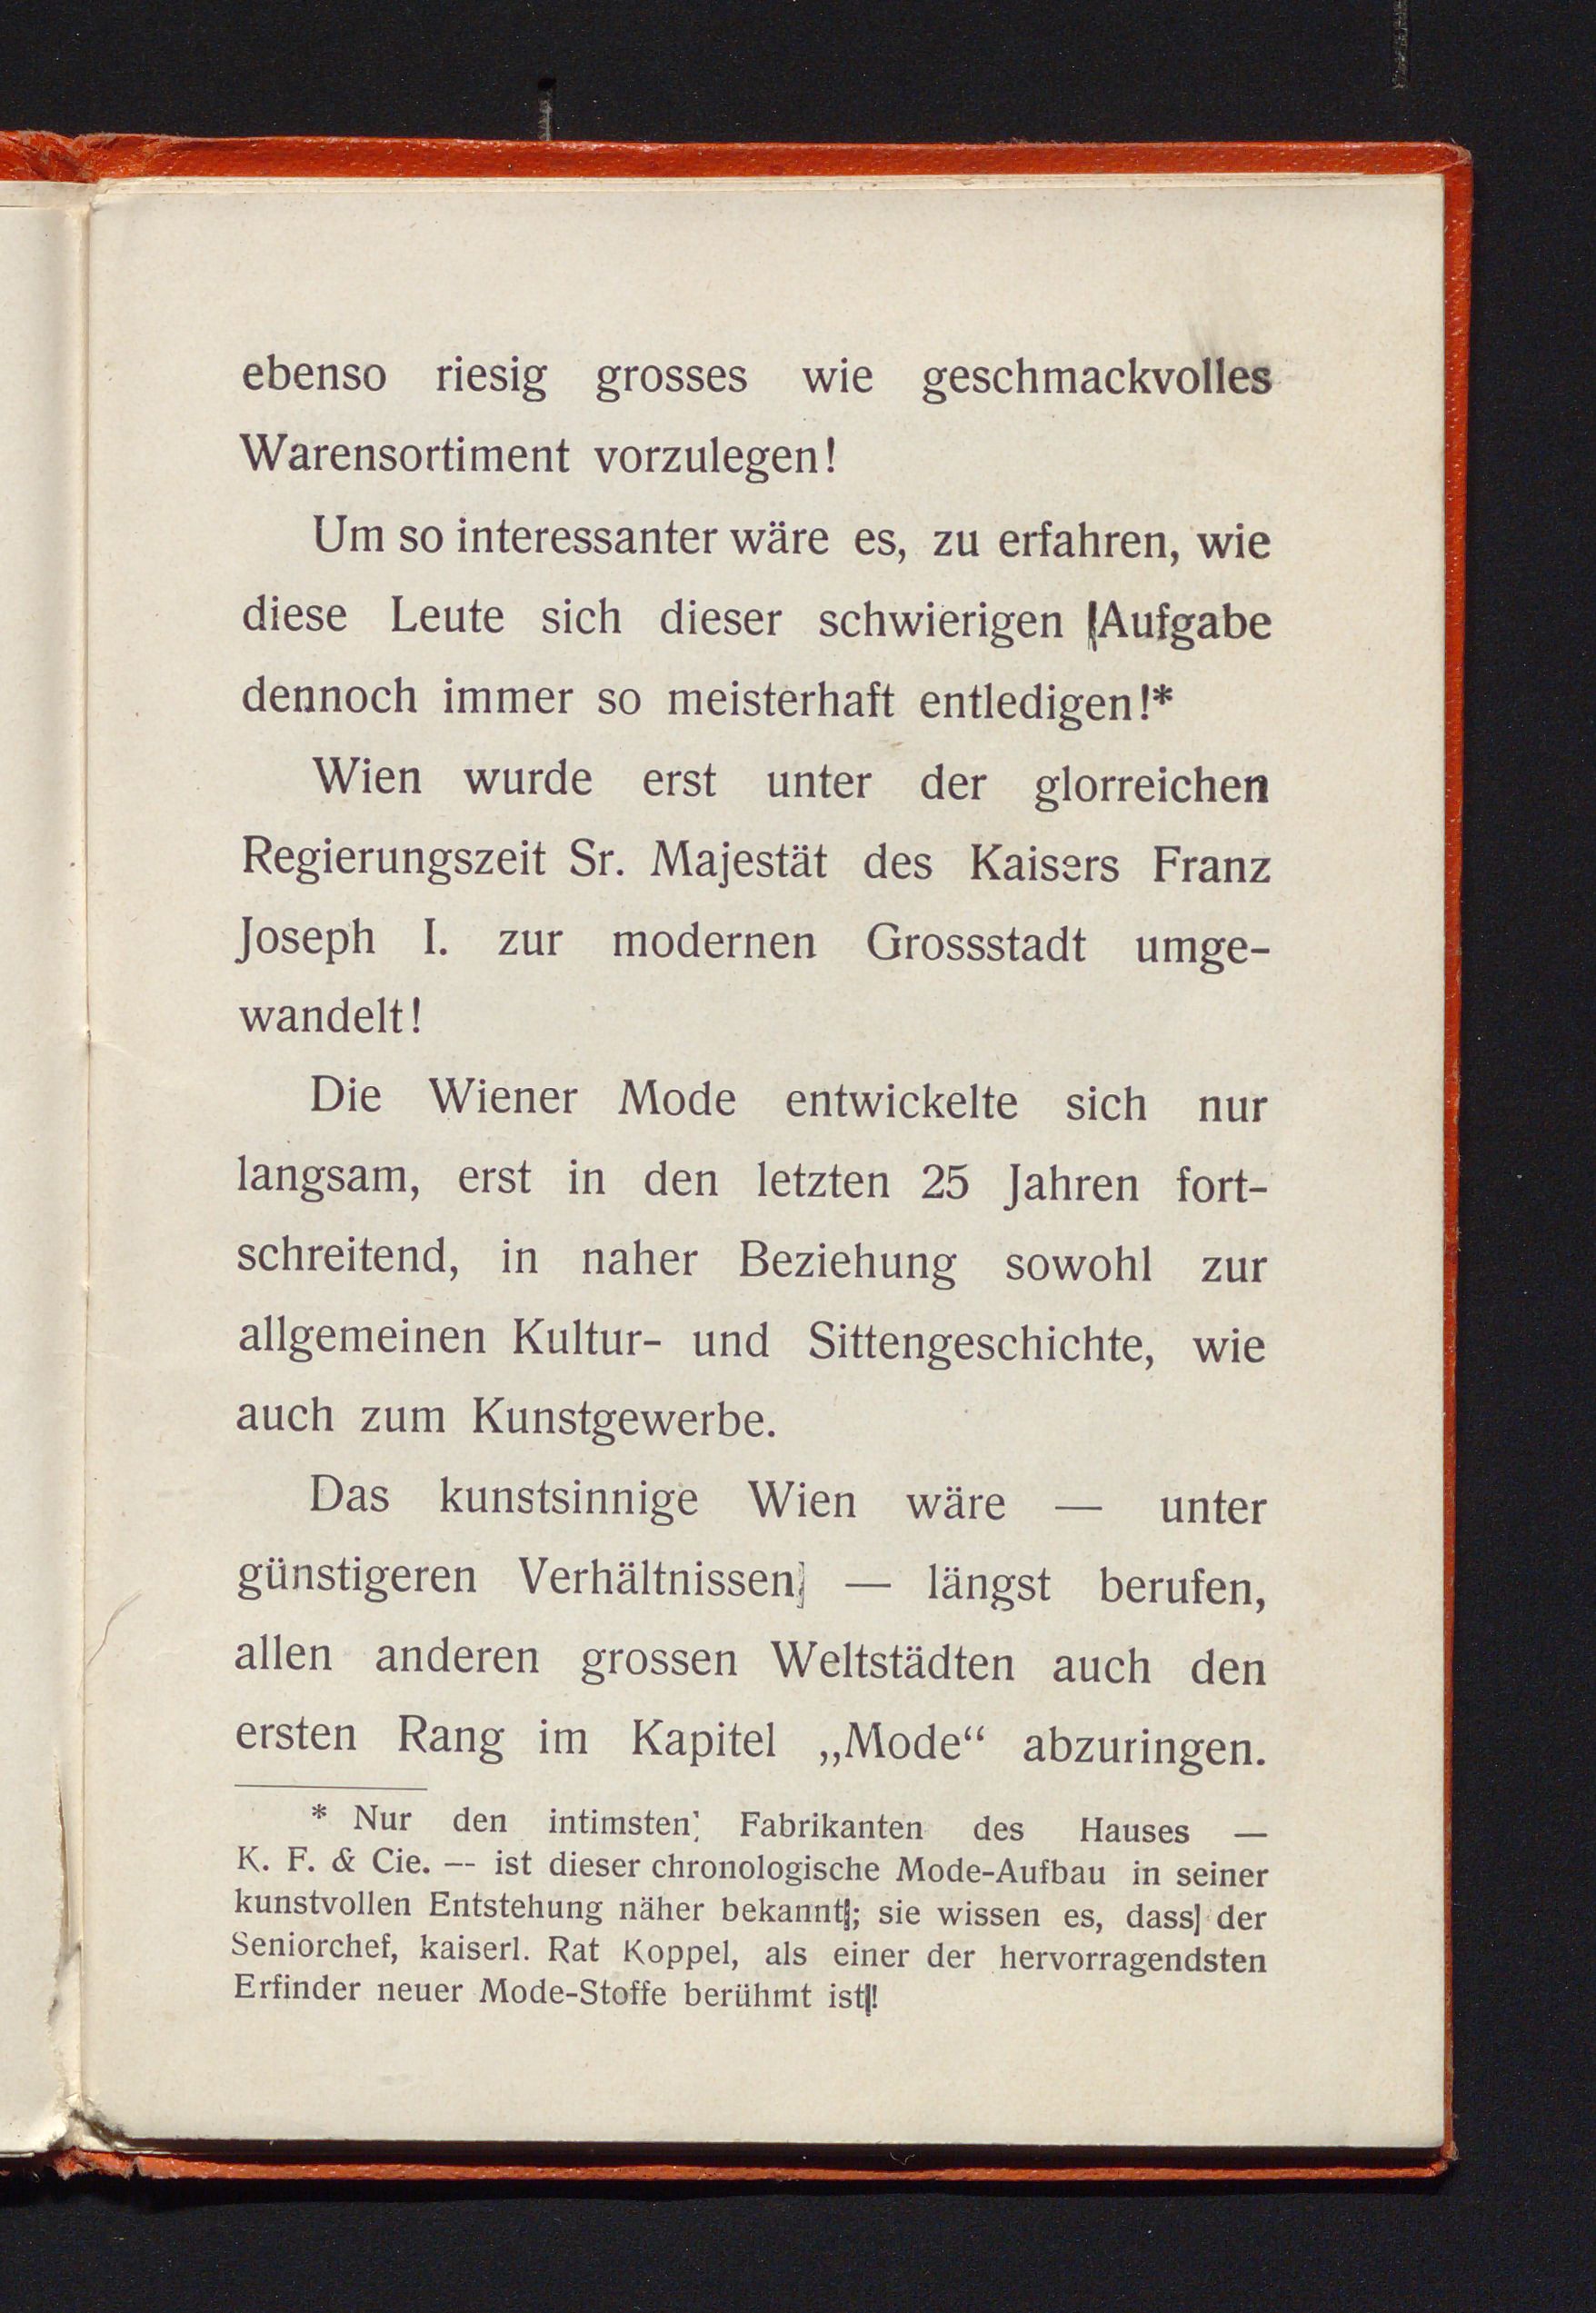 ebenso riesig grosses wie geschmackvolles
Warensortiment vorzulegen!
Um so interessanter wäre es, zu erfahren, wie
diese Leute sich dieser schwierigen Aufgabe
dennoch immer so meisterhaft entledigen!*
Wien wurde erst unter der glorreichen
Regierungszeit Sr. Majestät des Kaisers Franz
Joseph I. zur modernen Grossstadt umge-
wandelt!
Die Wiener Mode entwickelte sich nur
langsam, erst in den letzten 25 Jahren fort-
schreitend, in naher Beziehung sowohl zur
allgemeinen Kultur- und Sittengeschichte, wie
auch zum Kunstgewerbe.
Das kunstsinnige Wien wäre — unter
günstigeren Verhältnissen — längst berufen,
allen anderen grossen Weltstädten auch den
ersten Rang im Kapitel „Mode“ abzuringen.
* Nur den intimsten Fabrikanten des Hauses —
K. F. & Cie. — ist dieser chronologische Mode-Aufbau in seiner
kunstvollen Entstehung näher bekannt; sie wissen es, dass der
Seniorchef, kaiserl. Rat Koppel, als einer der hervorragendsten
Erfinder neuer Mode-Stoffe berühmt ist!